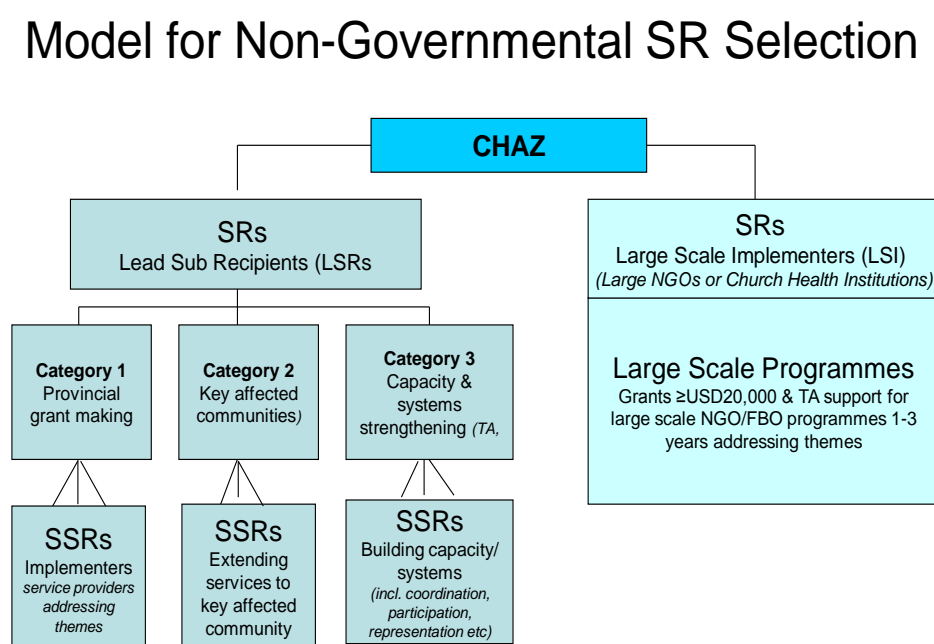 Model for Non-Governmental SR Selection
CHAZ
SRs
Lead Sub Recipients (LSRs
SRs
Large Scale Implementers (LSI)
(Large NGOs or Church Health Institutions)
Category 1
Provincial
grant making
Category 2
Key affected
communities)
Category 3
Capacity &
systems
strengthening (TA,
Large Scale Programmes
Grants ≥USD20,000 & TA support for
large scale NGO/FBO programmes 1-3
years addressing themes
SSRs
Implementers
service providers
addressing
themes
SSRs
Extending
services to
key affected
community
SSRs
Building capacity/
systems
(incl. coordination,
participation,
representation etc)